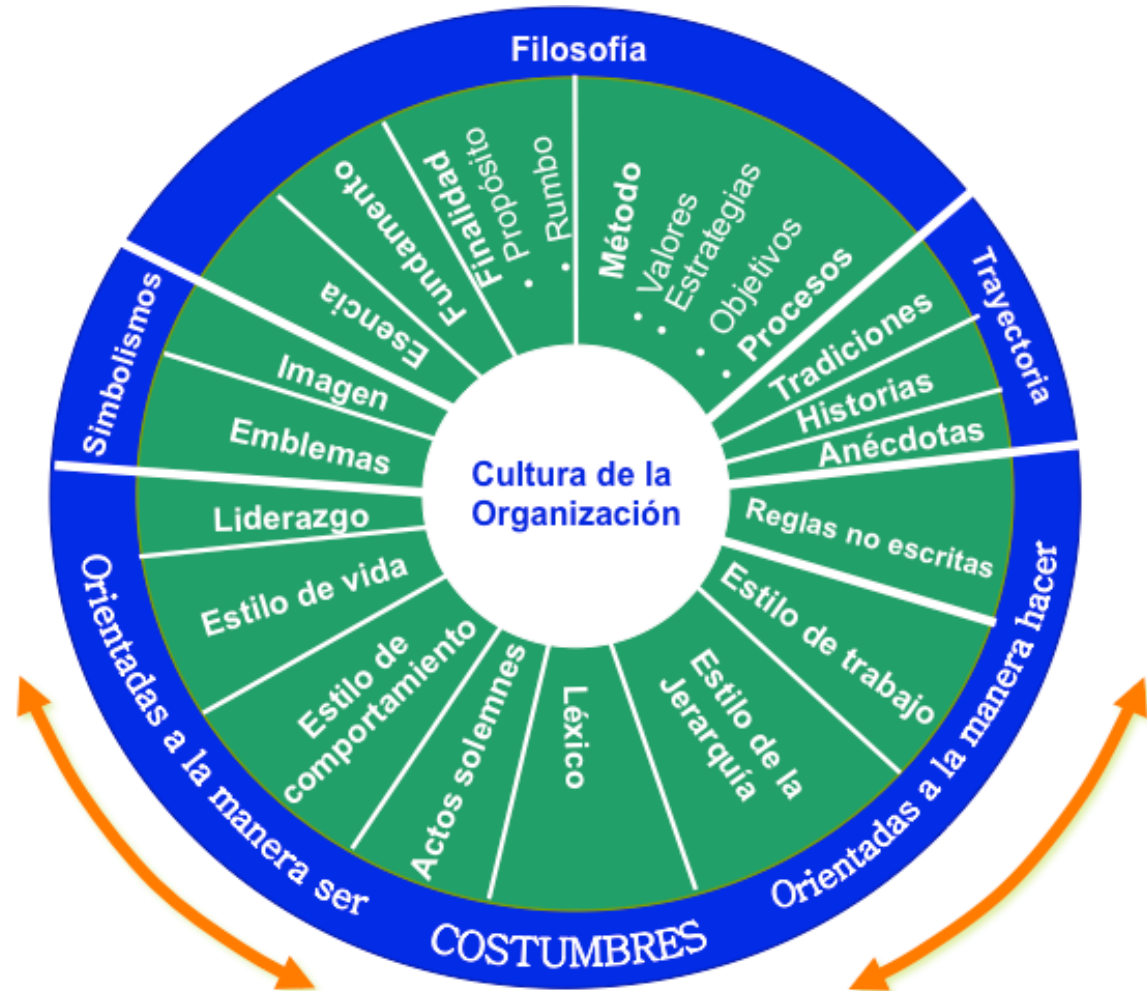 Filosofía
Esencia
Fundamento
Finalidad
• Propósito
• Rumbo
Método
• Valores
• Estrategias
• Objetivos
• Procesos
Trayectoria
Tradiciones
Historias
Anécdotas
Simbolismos
Imagen
Emblemas
Cultura de la
Organización
Reglas no escritas
Estilo de trabajo
Estilo de la
Jerarquía
Léxico
Actos solemnes
Estilo de
comportamiento
Estilo de vida
Liderazgo
Orientadas a la manera ser
COSTUMBRES
Orientadas a la manera hacer